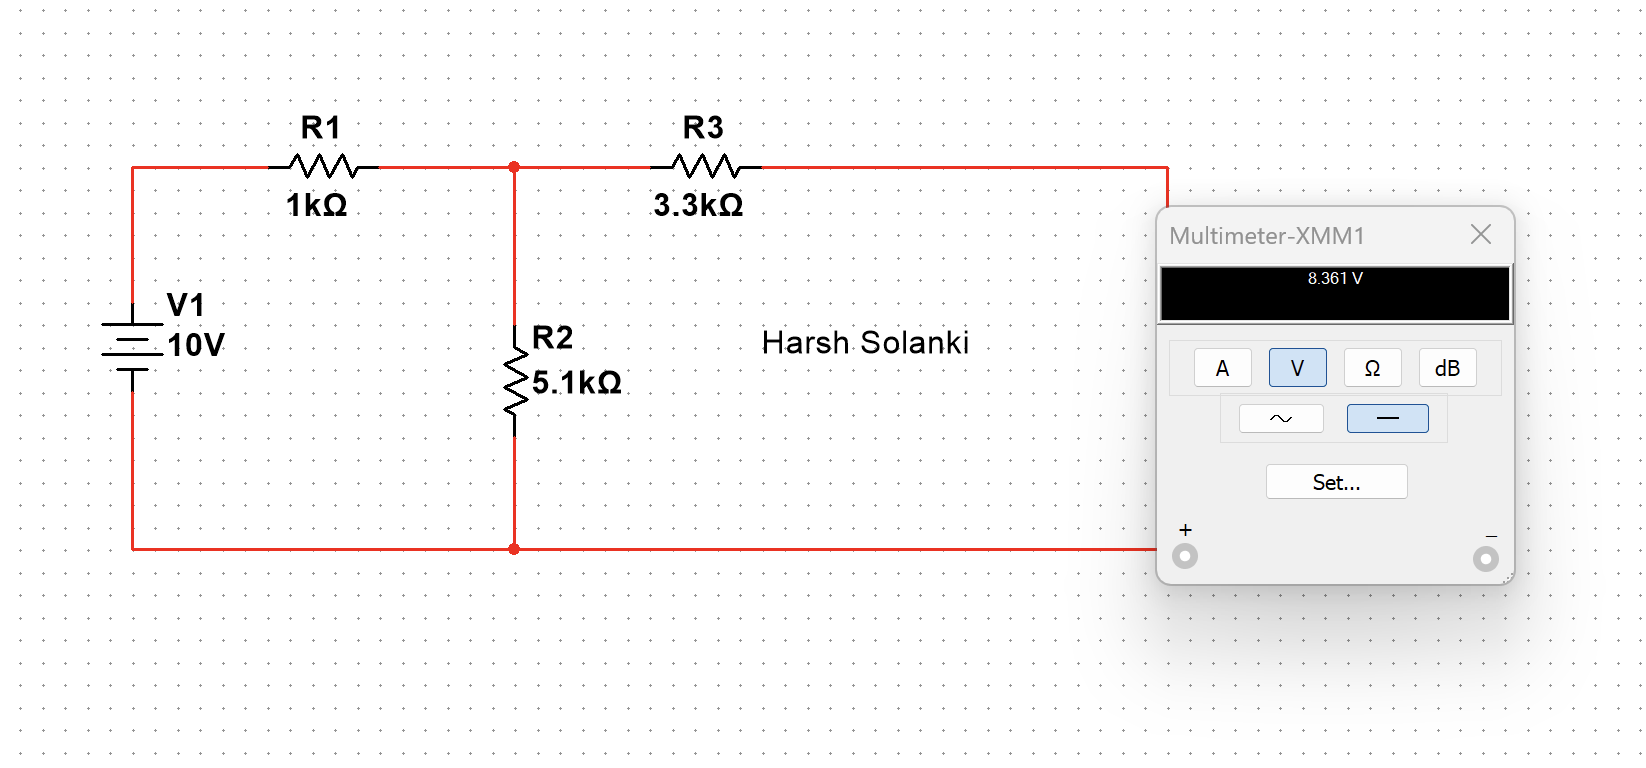 R1
1kΩ
R3
3.3kΩ
V1
10V
R2
5.1kΩ
Harsh Solanki
Multimeter-XMM1
8.361 V
A V Ω dB
Set...
+ –